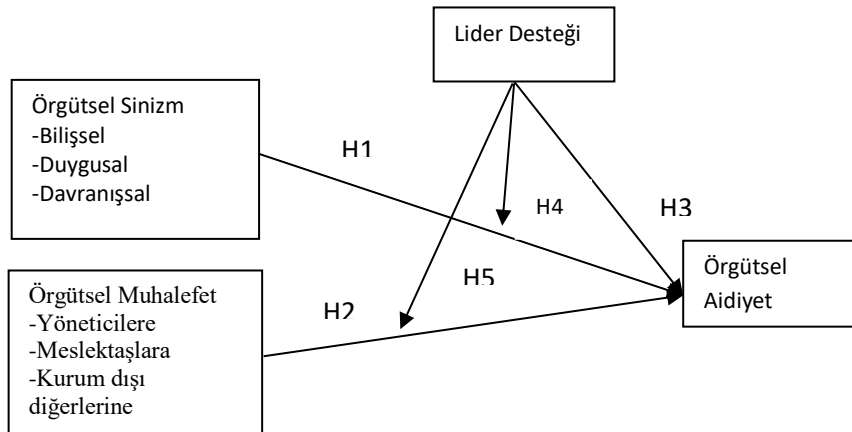 Lider Desteği
Örgütsel Sinizm
-Bilişsel
-Duygusal
-Davranışsal
H1
H4
H3
Örgütsel
Aidiyet
H5
Örgütsel Muhalefet
-Yöneticilere
-Meslektaşlara
-Kurum dışı
diğerlerine
H2